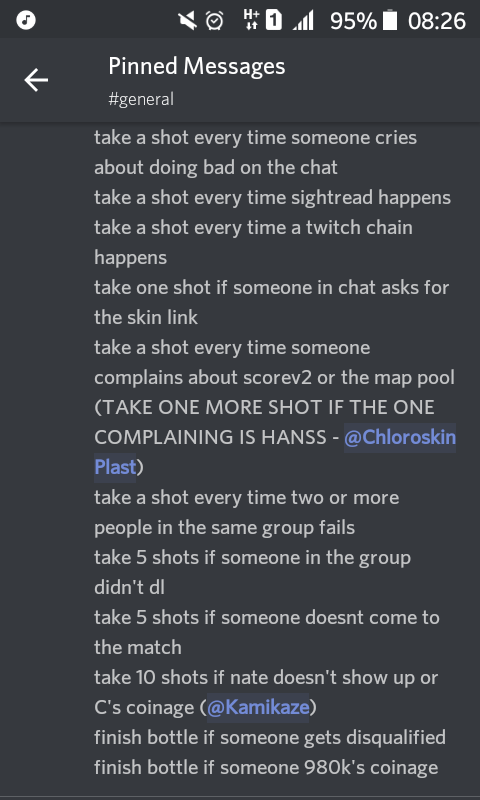 H+ 1 95% 08:26
Pinned Messages
#general
take a shot every time someone cries
about doing bad on the chat
take a shot every time sightread happens
take a shot every time a twitch chain
happens
take one shot if someone in chat asks for
the skin link
take a shot every time someone
complains about scorev2 or the map pool
(TAKE ONE MORE SHOT IF THE ONE
COMPLAINING IS HANSS - @Chloroskin
Plast)
take a shot every time two or more
people in the same group fails
take 5 shots if someone in the group
didn't dl
take 5 shots if someone doesnt come to
the match
take 10 shots if nate doesn't show up or
C's coinage (@Kamikaze)
finish bottle if someone gets disqualified
finish bottle if someone 980k's coinage